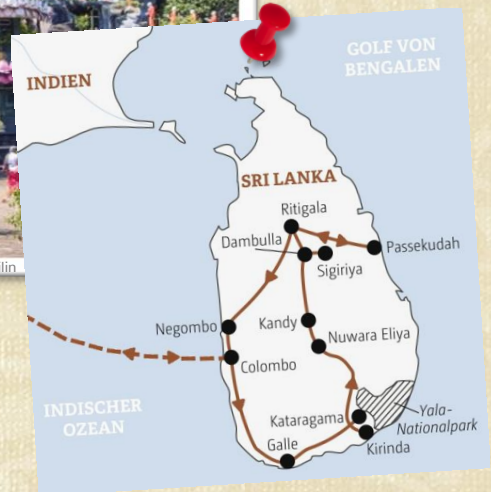 GOLF VON
BENGALEN
INDIEN
SRI LANKA
Ritigala
Dambulla
Passekudah
Sigiriya
Negombo
Kandy
Nuwara Eliya
Colombo
INDISCHER
OZEAN
Kataragama
Yala-
Nationalpark
Galle
Kirinda
lin